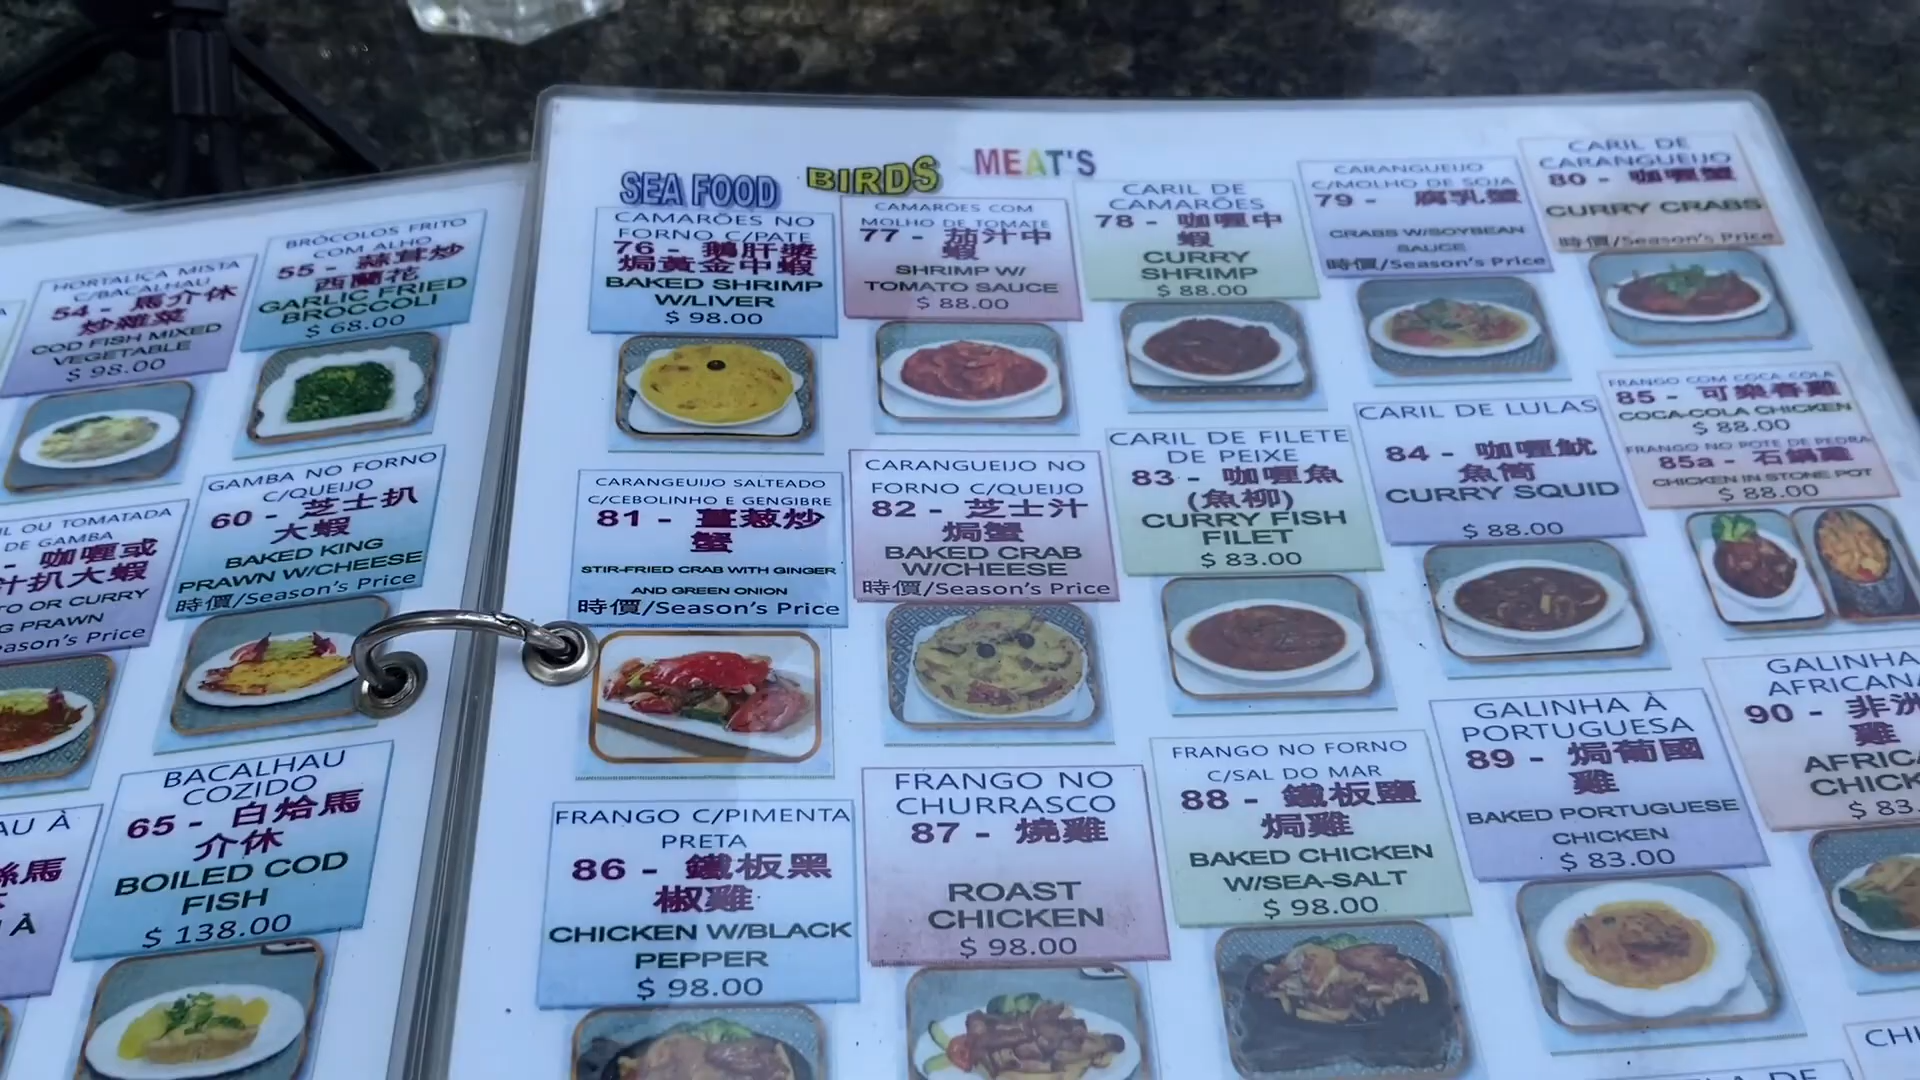 HORTALIÇA MISTA
C/BACALHAU
54 - 馬介休
炒雜菜
COD FISH MIXED
VEGETABLE
$ 98.00
BRÓCOLOS FRITO
COM ALHO
55 - 蒜茸炒
西蘭花
GARLIC FRIED
BROCCOLI
$ 68.00
OU TOMATADA
DE GAMBA
- 咖喱或
汁扒大蝦
OR CURRY
PRAWN
Season's Price
GAMBA NO FORNO
C/QUEIJO
60 - 芝士扒
大蝦
BAKED KING
PRAWN W/CHEESE
時價/Season's Price
À
馬
À
BACALHAU
COZIDO
65 - 白烚馬
介休
BOILED COD
FISH
$ 138.00
SEA FOOD BIRDS MEAT'S
CAMARÕES NO
FORNO C/PATE
76 - 鵝肝醬
焗黃金中蝦
BAKED SHRIMP
W/LIVER
$ 98.00
CAMARÕES COM
MOLHO DE TOMATE
77 - 茄汁中
蝦
SHRIMP W/
TOMATO SAUCE
$ 88.00
CARIL DE
CAMARÕES
78 - 咖喱中
蝦
CURRY
SHRIMP
$ 88.00
CARANGUEIJO
C/MOLHO DE SOJA
79 - 腐乳蟹
CRABS W/SOYBEAN
SAUCE
時價/Season's Price
CARIL DE
CARANGUEIJO
80 - 咖喱蟹
CURRY CRABS
時價/Season's Price
CARANGEUIJO SALTEADO
C/CEBOLINHO E GENGIBRE
81 - 薑蔥炒
蟹
STIR-FRIED CRAB WITH GINGER
AND GREEN ONION
時價/Season's Price
CARANGUEIJO NO
FORNO C/QUEIJO
82 - 芝士汁
焗蟹
BAKED CRAB
W/CHEESE
時價/Season's Price
CARIL DE FILETE
DE PEIXE
83 - 咖喱魚
(魚柳)
CURRY FISH
FILET
$ 83.00
CARIL DE LULAS
84 - 咖喱魷
魚筒
CURRY SQUID
$ 88.00
FRANGO COM COCA-COLA
85 - 可樂春雞
COCA-COLA CHICKEN
$ 88.00
FRANGO NO POTE DE PEDRA
85a - 石鍋雞
CHICKEN IN STONE POT
$ 88.00
FRANGO C/PIMENTA
PRETA
86 - 鐵板黑
椒雞
CHICKEN W/BLACK
PEPPER
$ 98.00
FRANGO NO
CHURRASCO
87 - 燒雞
ROAST
CHICKEN
$ 98.00
FRANGO NO FORNO
C/SAL DO MAR
88 - 鐵板鹽
焗雞
BAKED CHICKEN
W/SEA-SALT
$ 98.00
GALINHA À
PORTUGUESA
89 - 焗葡國
雞
BAKED PORTUGUESE
CHICKEN
$ 83.00
GALINHA
AFRICANA
90 - 非洲
雞
AFRIC
CHICK
$ 83.